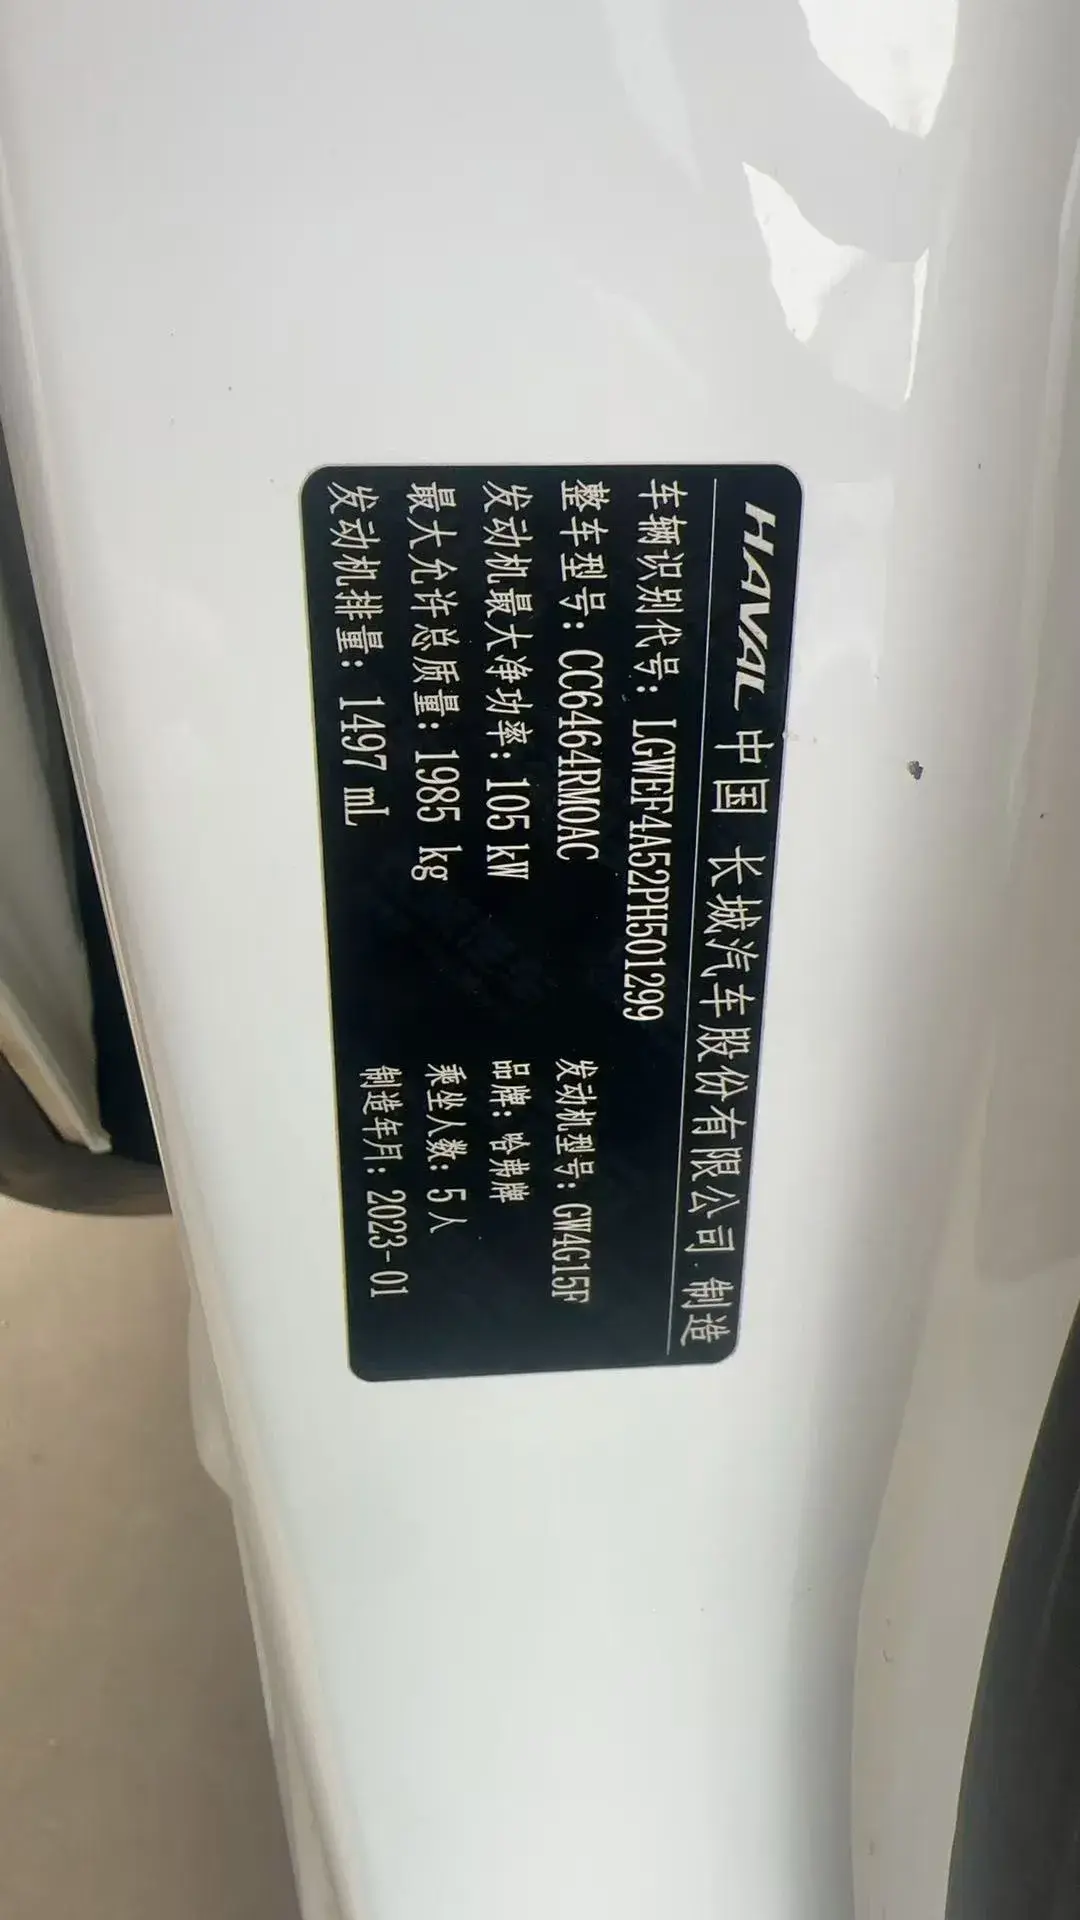 HAVAL 中国 长城汽车股份有限公司 制造
车辆识别代号: LGWEF4A52PH501299
整车型号: CC6464RM0AC 发动机型号: GW4G15F
发动机最大净功率: 105 kW 品牌: 哈弗牌
最大允许总质量: 1985 kg 乘坐人数: 5人
发动机排量: 1497 mL 制造年月: 2023-01